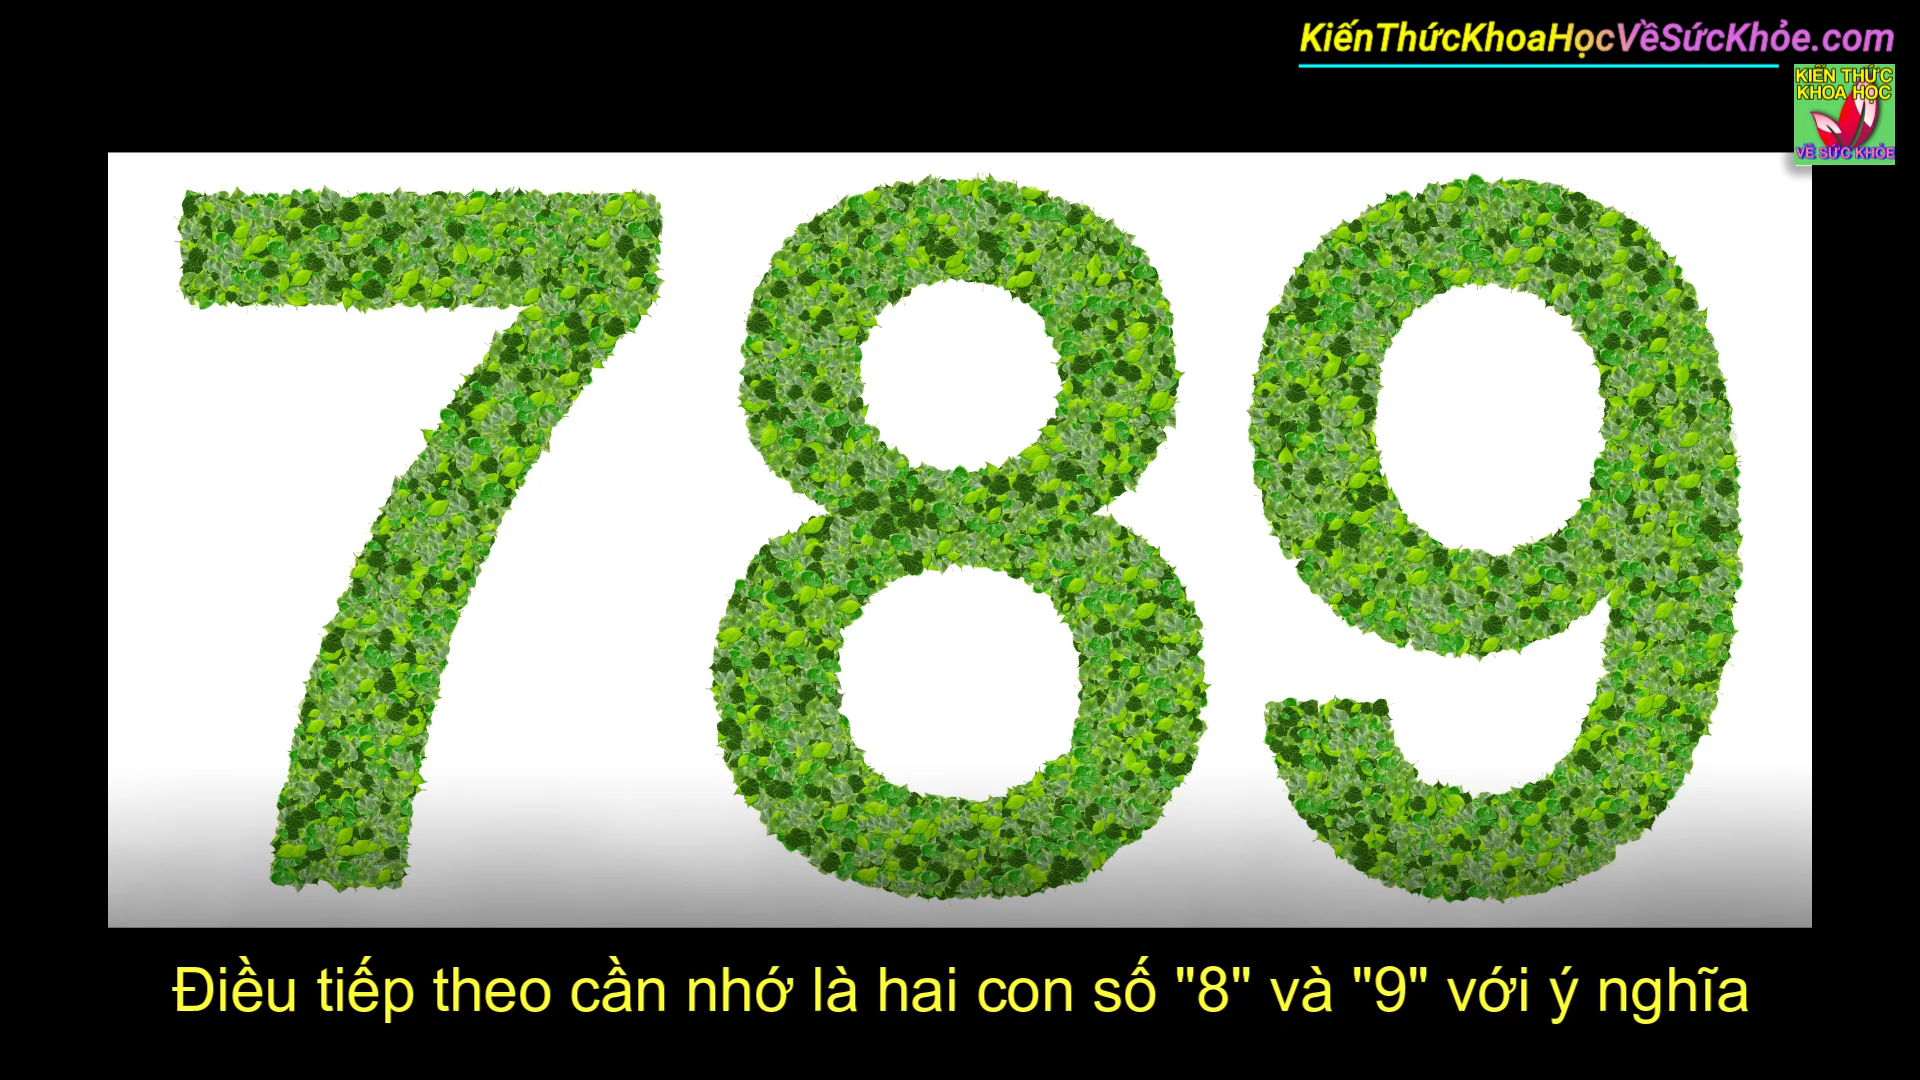 KiếnThứcKhoaHọcVềSứcKhỏe.com
KIẾN THỨC
KHOA HỌC
VỀ SỨC KHỎE
789
Điều tiếp theo cần nhớ là hai con số "8" và "9" với ý nghĩa